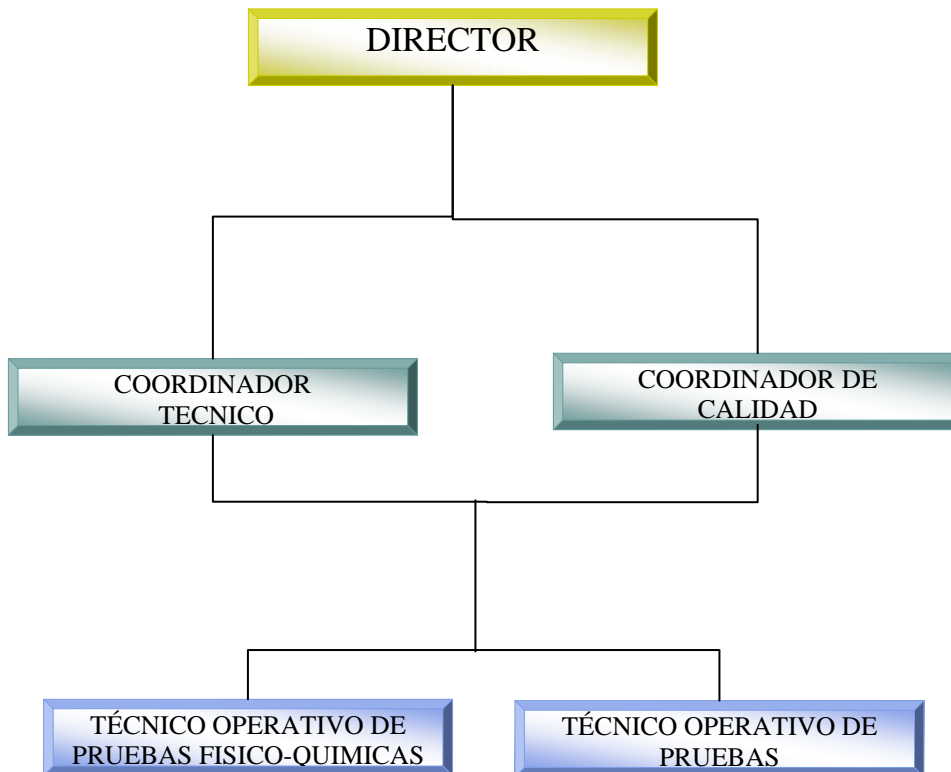 DIRECTOR
COORDINADOR
TECNICO
COORDINADOR DE
CALIDAD
TÉCNICO OPERATIVO DE
PRUEBAS FISICO-QUIMICAS
TÉCNICO OPERATIVO DE
PRUEBAS